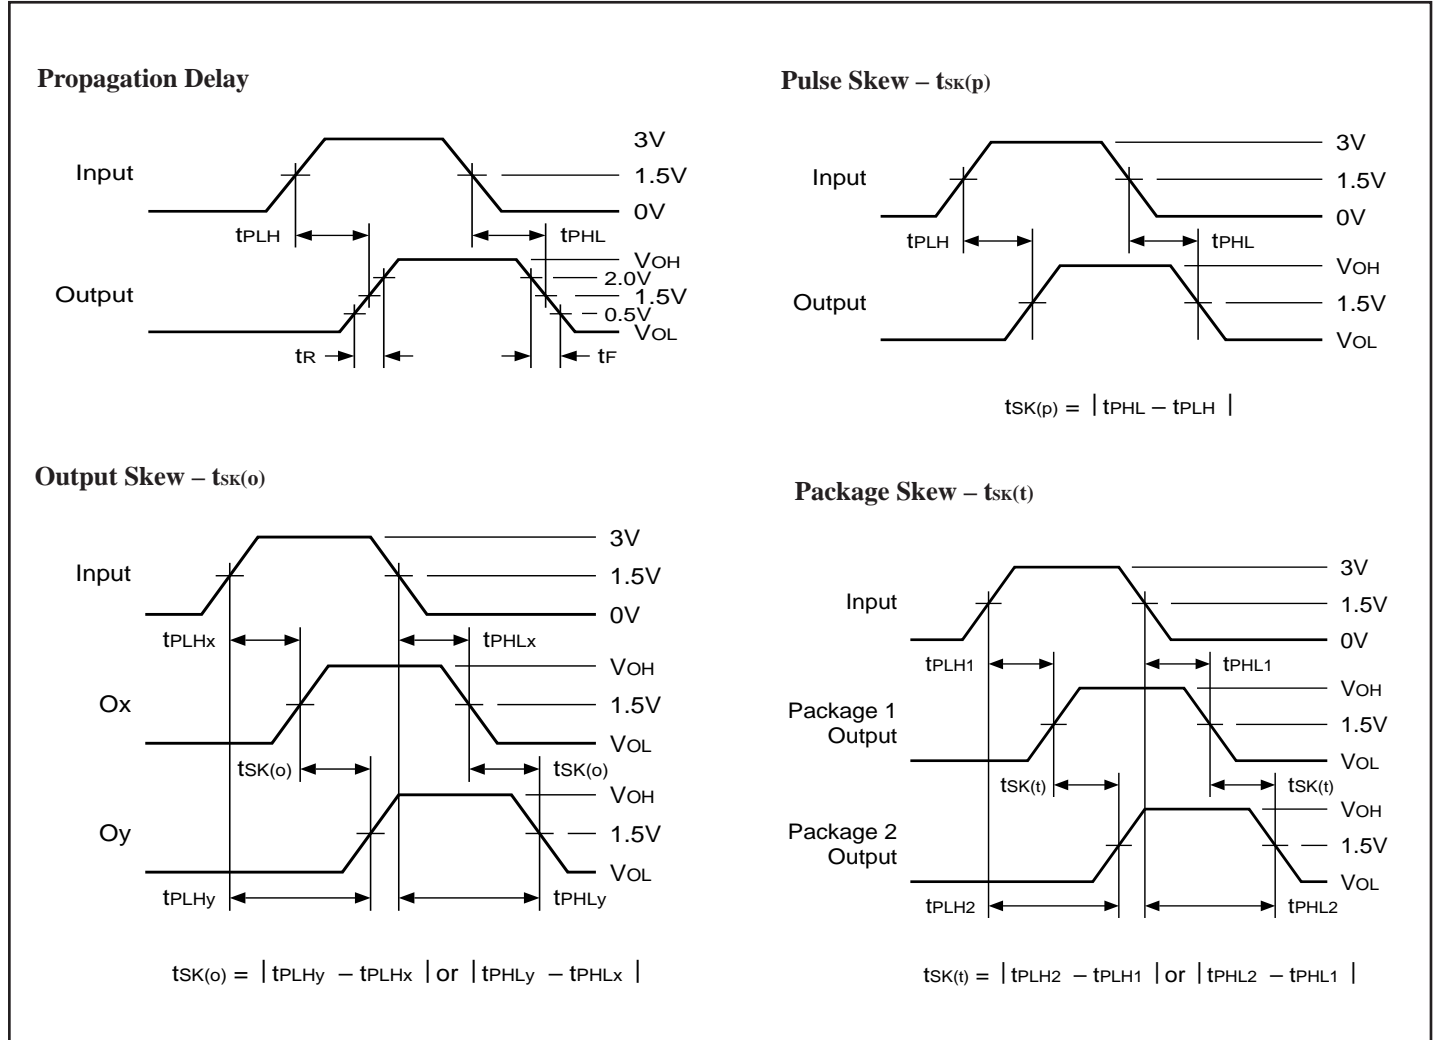 Propagation Delay
Input
3V
1.5V
0V
tPLH
tPHL
Output
VOH
2.0V
1.5V
0.5V
VOL
tR
tF
Pulse Skew – tSK(p)
Input
3V
1.5V
0V
tPLH
tPHL
Output
VOH
1.5V
VOL
tSK(p) = | tPHL – tPLH |
Output Skew – tSK(o)
Input
3V
1.5V
0V
tPLHx
tPHLx
Ox
VOH
1.5V
VOL
tSK(o)
tSK(o)
Oy
VOH
1.5V
VOL
tPLHy
tPHLy
tSK(o) = | tPLHy – tPLHx | or | tPHLy – tPHLx |
Package Skew – tSK(t)
Input
3V
1.5V
0V
tPLH1
tPHL1
Package 1
Output
VOH
1.5V
VOL
tSK(t)
tSK(t)
Package 2
Output
VOH
1.5V
VOL
tPLH2
tPHL2
tSK(t) = | tPLH2 – tPLH1 | or | tPHL2 – tPHL1 |